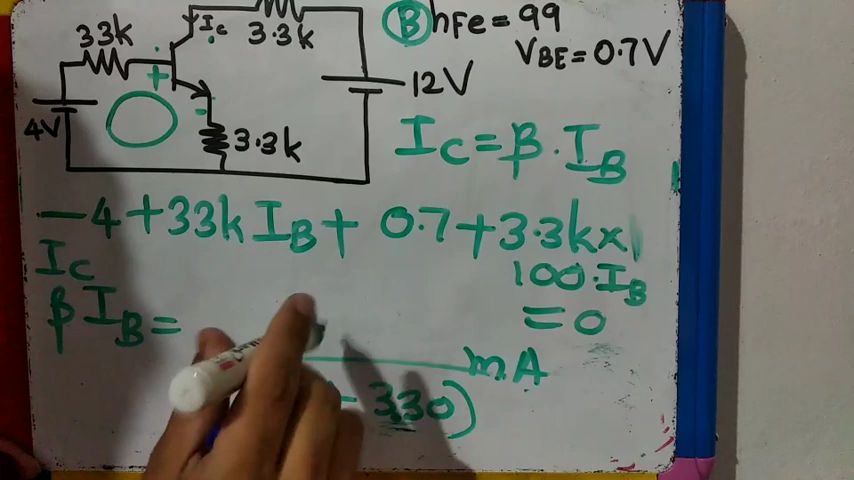 33k
Ic
3.3k
B hFe = 99
VBE = 0.7V
12V
4V
3.3k
Ic = β.IB
-4 + 33k IB + 0.7 + 3.3k x
100.IB
= 0
Ic
βIB =
mA
- 330)